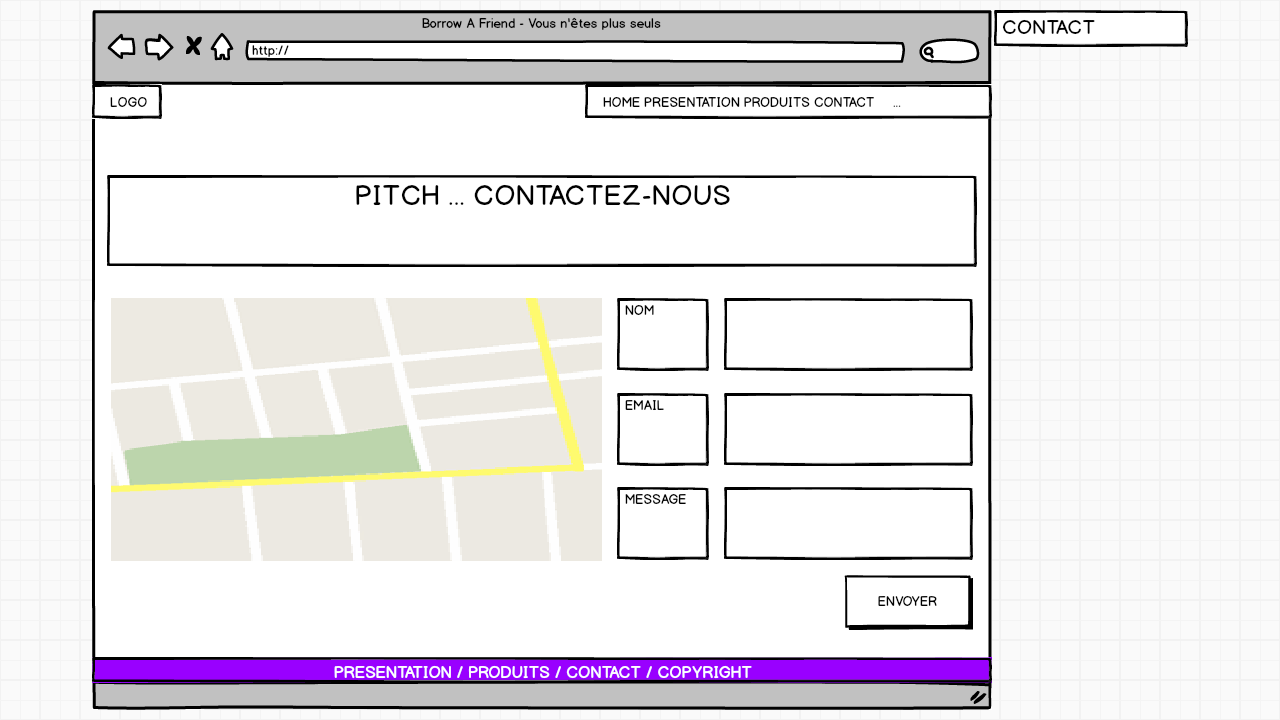 Borrow A Friend - Vous n'êtes plus seuls
CONTACT
http://
LOGO
HOME PRESENTATION PRODUITS CONTACT ...
PITCH ... CONTACTEZ-NOUS
NOM
EMAIL
MESSAGE
ENVOYER
PRESENTATION / PRODUITS / CONTACT / COPYRIGHT